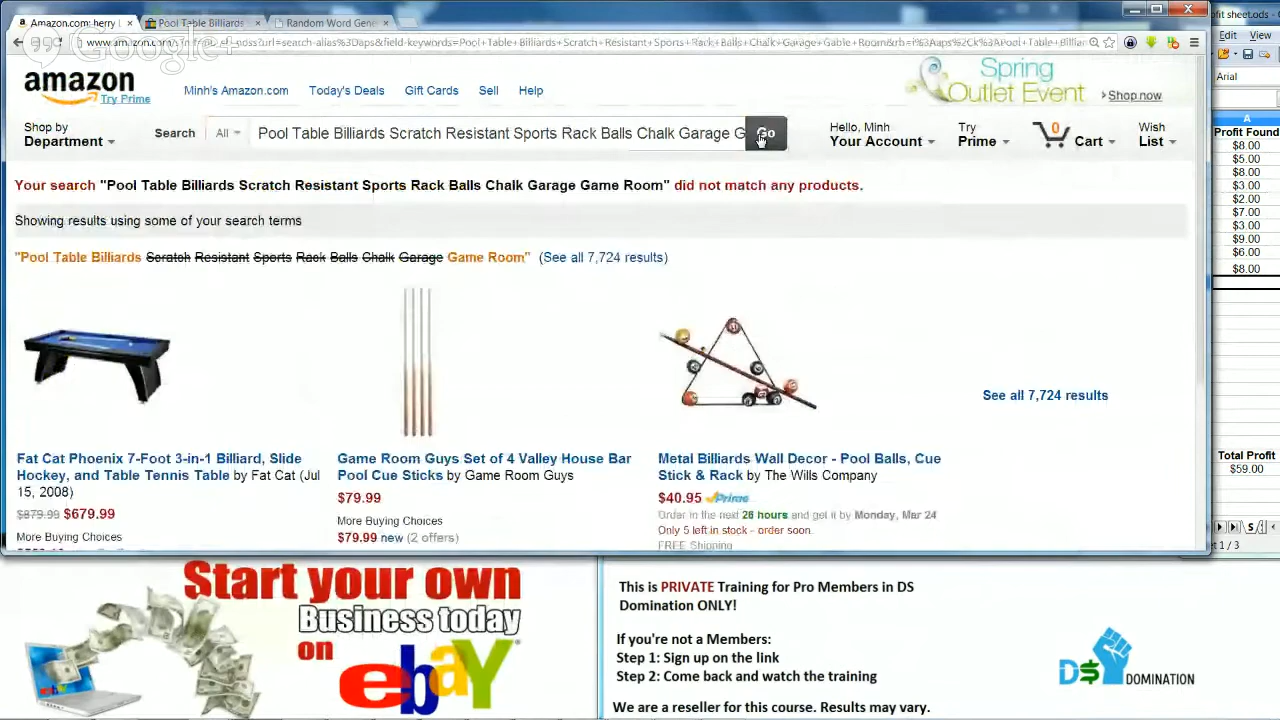 Amazon.com: herry L
Pool Table Billiards
Random Word Gene
Google+
amazon
Try Prime
Minh's Amazon.com
Today's Deals
Gift Cards
Sell
Help
Spring
Outlet Event
Shop now
Shop by
Department
Search
All
Pool Table Billiards Scratch Resistant Sports Rack Balls Chalk Garage G
Go
Hello, Minh
Your Account
Try
Prime
0
Cart
Wish
List
Your search "Pool Table Billiards Scratch Resistant Sports Rack Balls Chalk Garage Game Room" did not match any products.
Showing results using some of your search terms
"Pool Table Billiards Scratch Resistant Sports Rack Balls Chalk Garage Game Room" (See all 7,724 results)
Fat Cat Phoenix 7-Foot 3-in-1 Billiard, Slide
Hockey, and Table Tennis Table by Fat Cat (Jul
15, 2008)
$879.99 $679.99
More Buying Choices
Game Room Guys Set of 4 Valley House Bar
Pool Cue Sticks by Game Room Guys
$79.99
More Buying Choices
$79.99 new (2 offers)
Metal Billiards Wall Decor - Pool Balls, Cue
Stick & Rack by The Wills Company
$40.95 Prime
Order in the next 26 hours and get it by Monday, Mar 24
Only 5 left in stock - order soon.
FREE Shipping
See all 7,724 results
ofit sheet.ods -
Edit View
Arial
A
Profit Found
$8.00
$5.00
$8.00
$3.00
$2.00
$7.00
$3.00
$9.00
$6.00
$8.00
Total Profit
$59.00
et 1 / 3
Start your own
Business today
on
ebaY
This is PRIVATE Training for Pro Members in DS
Domination ONLY!
If you're not a Members:
Step 1: Sign up on the link
Step 2: Come back and watch the training
We are a reseller for this course. Results may vary.
D$ DOMINATION